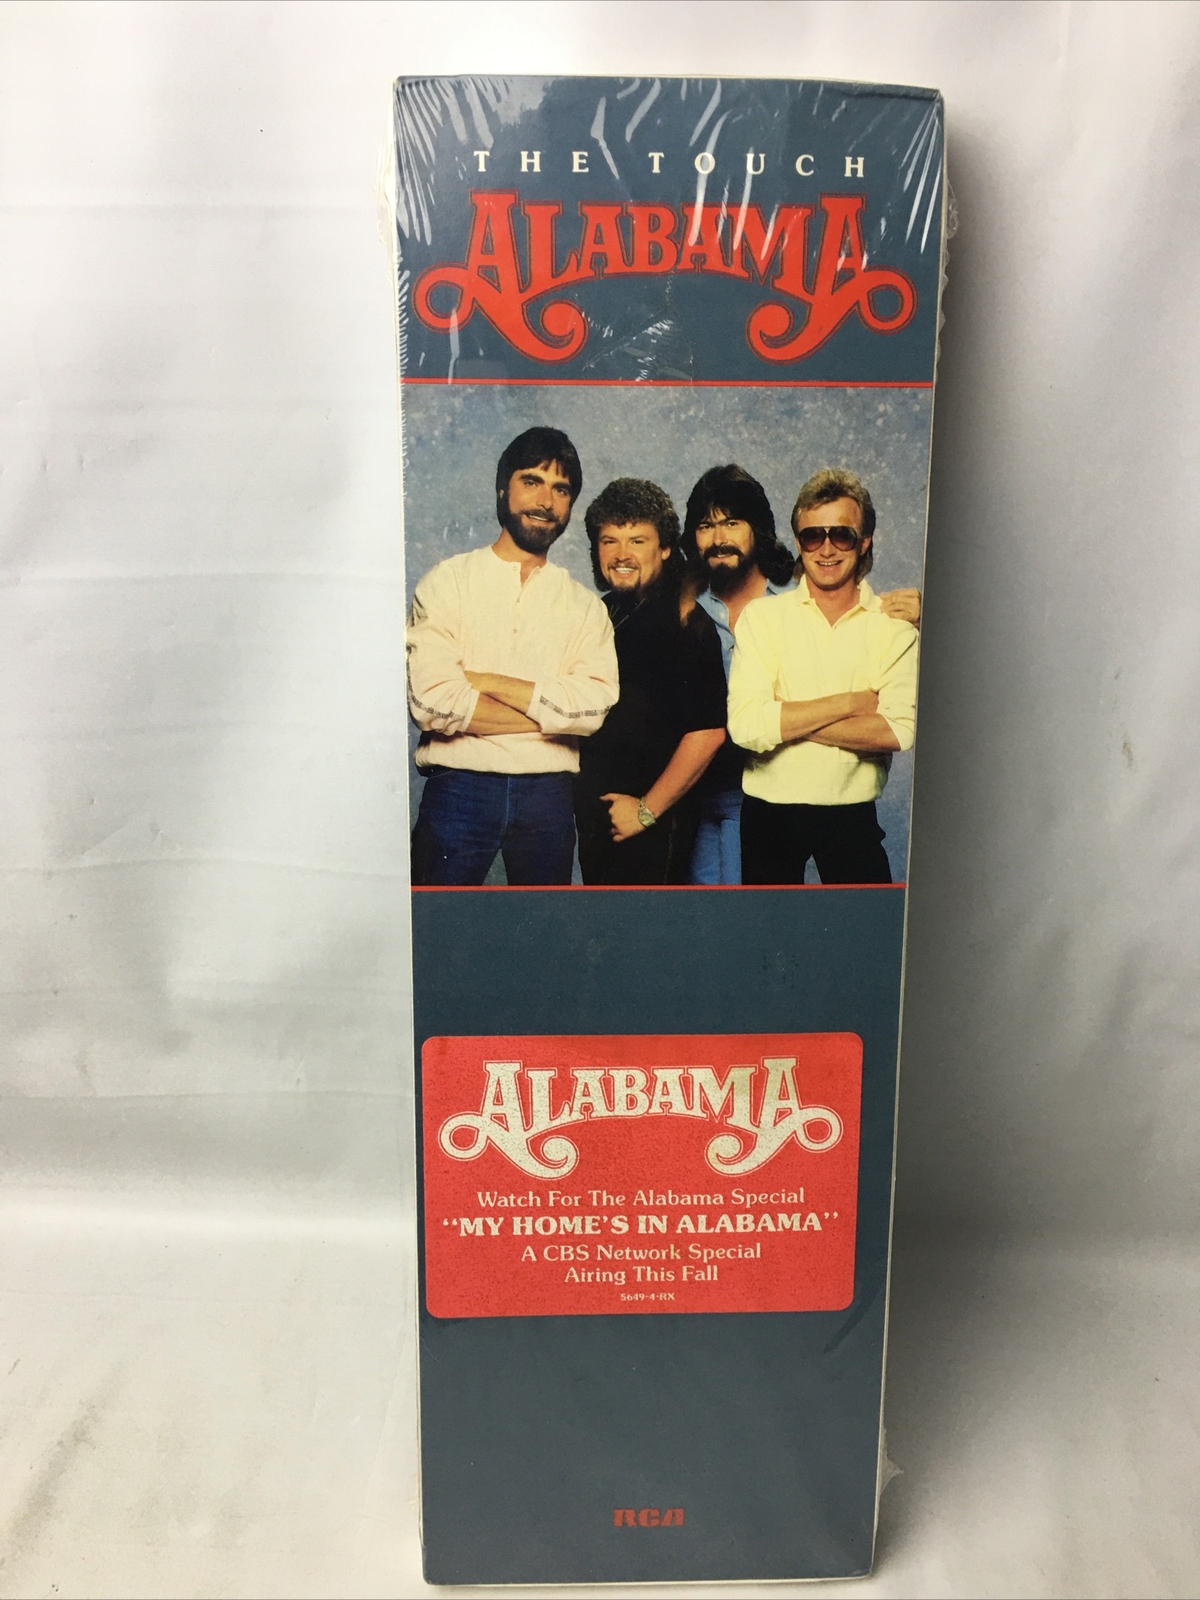 THE TOUCH
ALABAMA
ALABAMA
Watch For The Alabama Special
“MY HOME'S IN ALABAMA”
A CBS Network Special
Airing This Fall
5649-4-RX
RCA